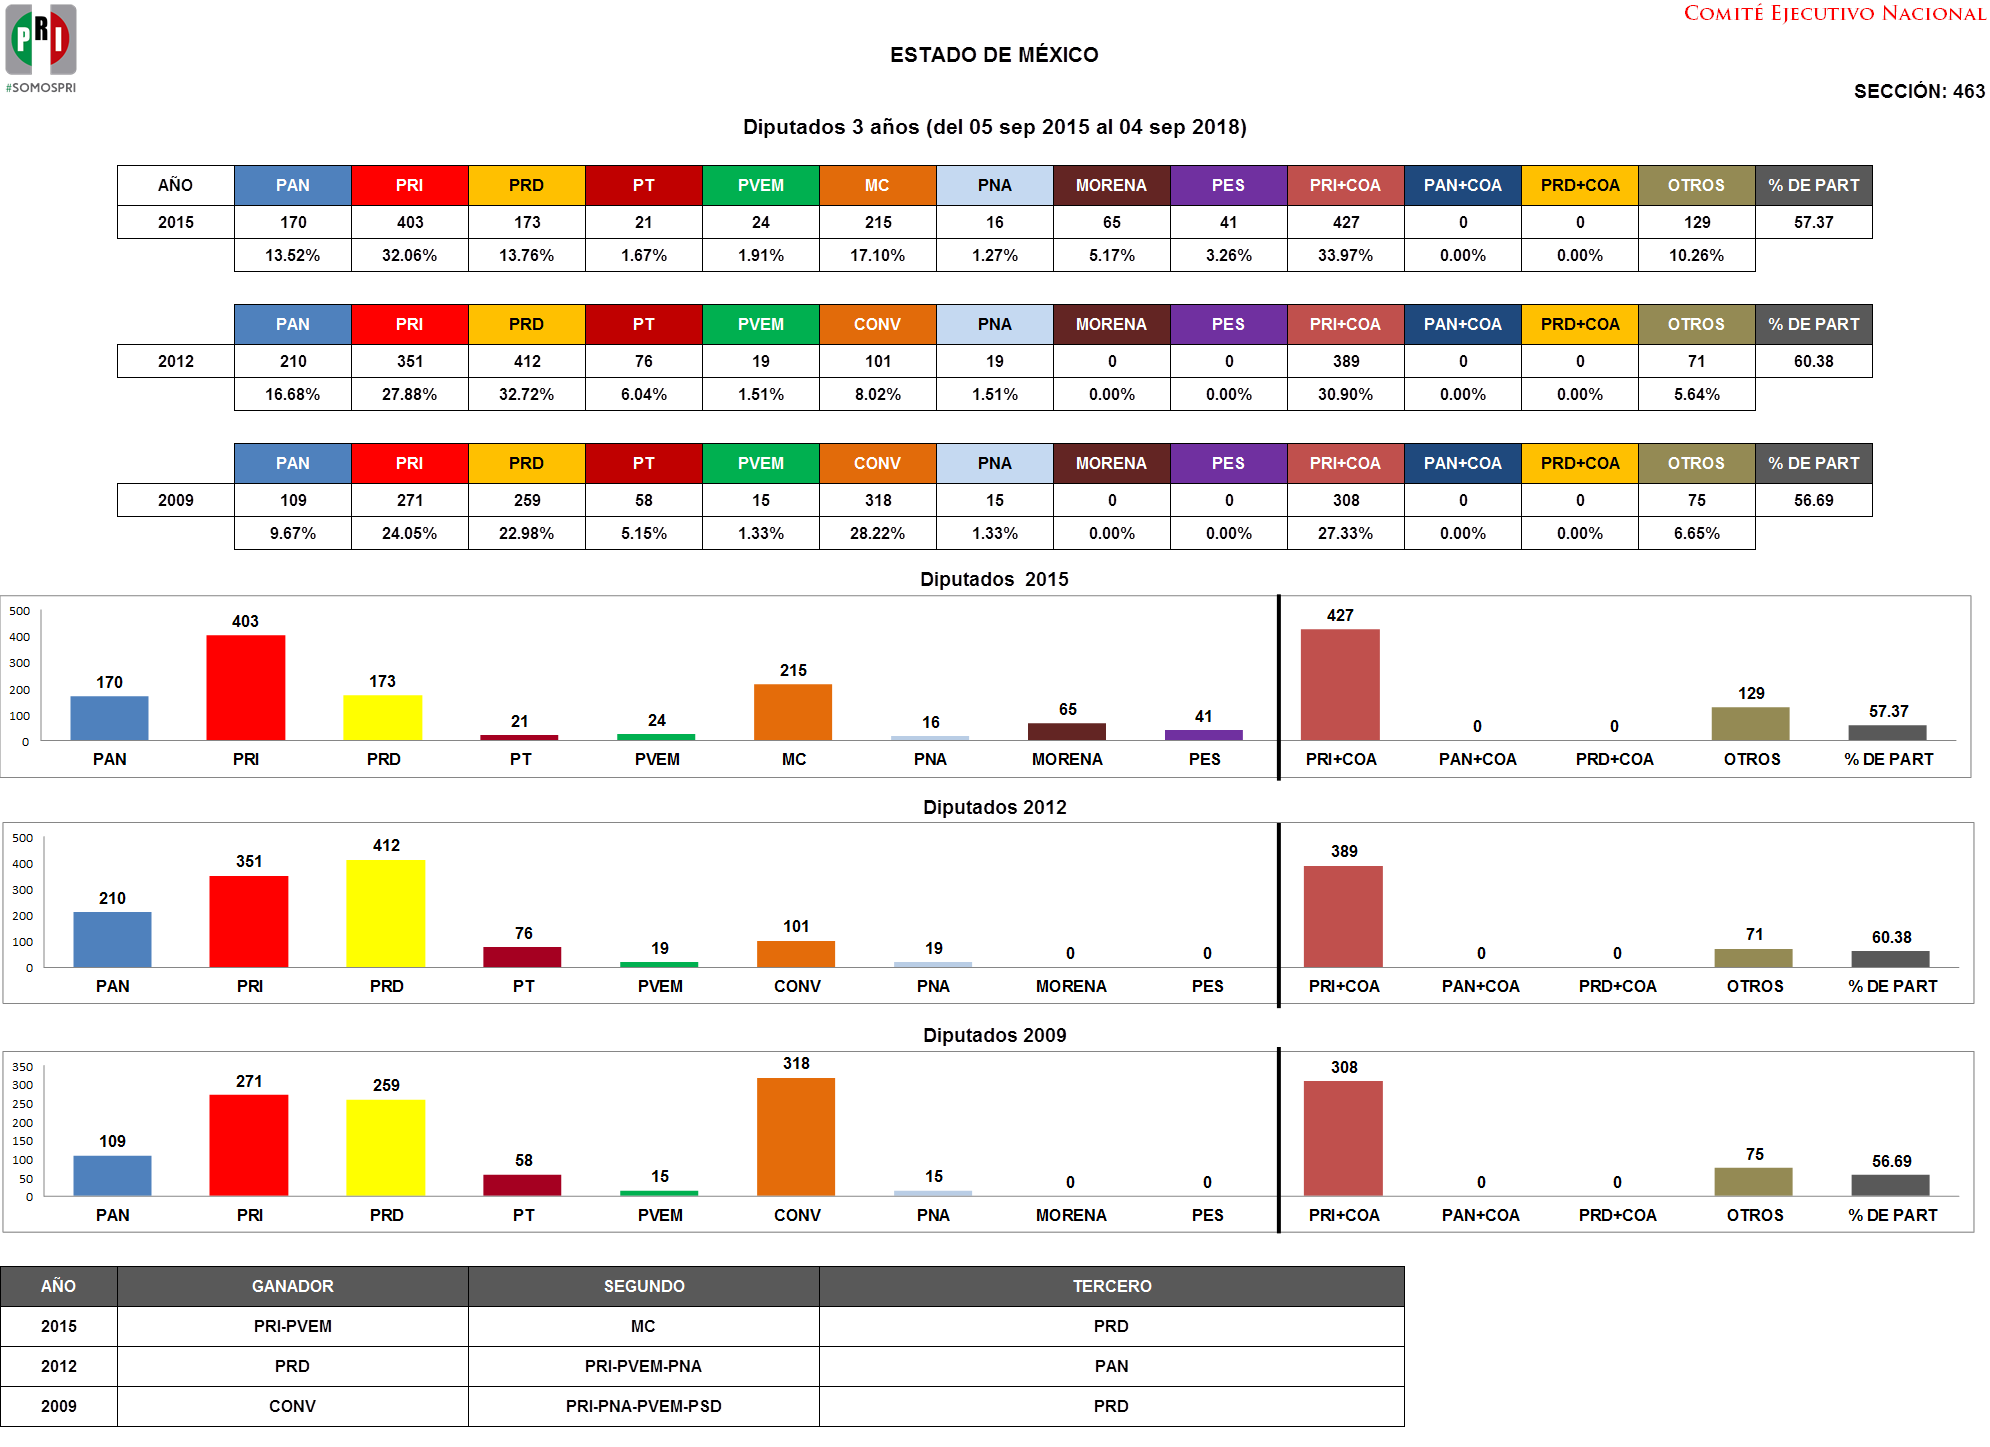 PRI
#SOMOSPRI
COMITÉ EJECUTIVO NACIONAL
ESTADO DE MÉXICO
SECCIÓN: 463
Diputados 3 años (del 05 sep 2015 al 04 sep 2018)
AÑO PAN PRI PRD PT PVEM MC PNA MORENA PES PRI+COA PAN+COA PRD+COA OTROS % DE PART
2015 170 403 173 21 24 215 16 65 41 427 0 0 129 57.37
13.52% 32.06% 13.76% 1.67% 1.91% 17.10% 1.27% 5.17% 3.26% 33.97% 0.00% 0.00% 10.26%
PAN PRI PRD PT PVEM CONV PNA MORENA PES PRI+COA PAN+COA PRD+COA OTROS % DE PART
2012 210 351 412 76 19 101 19 0 0 389 0 0 71 60.38
16.68% 27.88% 32.72% 6.04% 1.51% 8.02% 1.51% 0.00% 0.00% 30.90% 0.00% 0.00% 5.64%
PAN PRI PRD PT PVEM CONV PNA MORENA PES PRI+COA PAN+COA PRD+COA OTROS % DE PART
2009 109 271 259 58 15 318 15 0 0 308 0 0 75 56.69
9.67% 24.05% 22.98% 5.15% 1.33% 28.22% 1.33% 0.00% 0.00% 27.33% 0.00% 0.00% 6.65%
Diputados 2015
500
400
300
200
100
0
170 403 173 21 24 215 16 65 41 427 0 0 129 57.37
PAN PRI PRD PT PVEM MC PNA MORENA PES PRI+COA PAN+COA PRD+COA OTROS % DE PART
Diputados 2012
500
400
300
200
100
0
210 351 412 76 19 101 19 0 0 389 0 0 71 60.38
PAN PRI PRD PT PVEM CONV PNA MORENA PES PRI+COA PAN+COA PRD+COA OTROS % DE PART
Diputados 2009
350
300
250
200
150
100
50
0
109 271 259 58 15 318 15 0 0 308 0 0 75 56.69
PAN PRI PRD PT PVEM CONV PNA MORENA PES PRI+COA PAN+COA PRD+COA OTROS % DE PART
AÑO GANADOR SEGUNDO TERCERO
2015 PRI-PVEM MC PRD
2012 PRD PRI-PVEM-PNA PAN
2009 CONV PRI-PNA-PVEM-PSD PRD